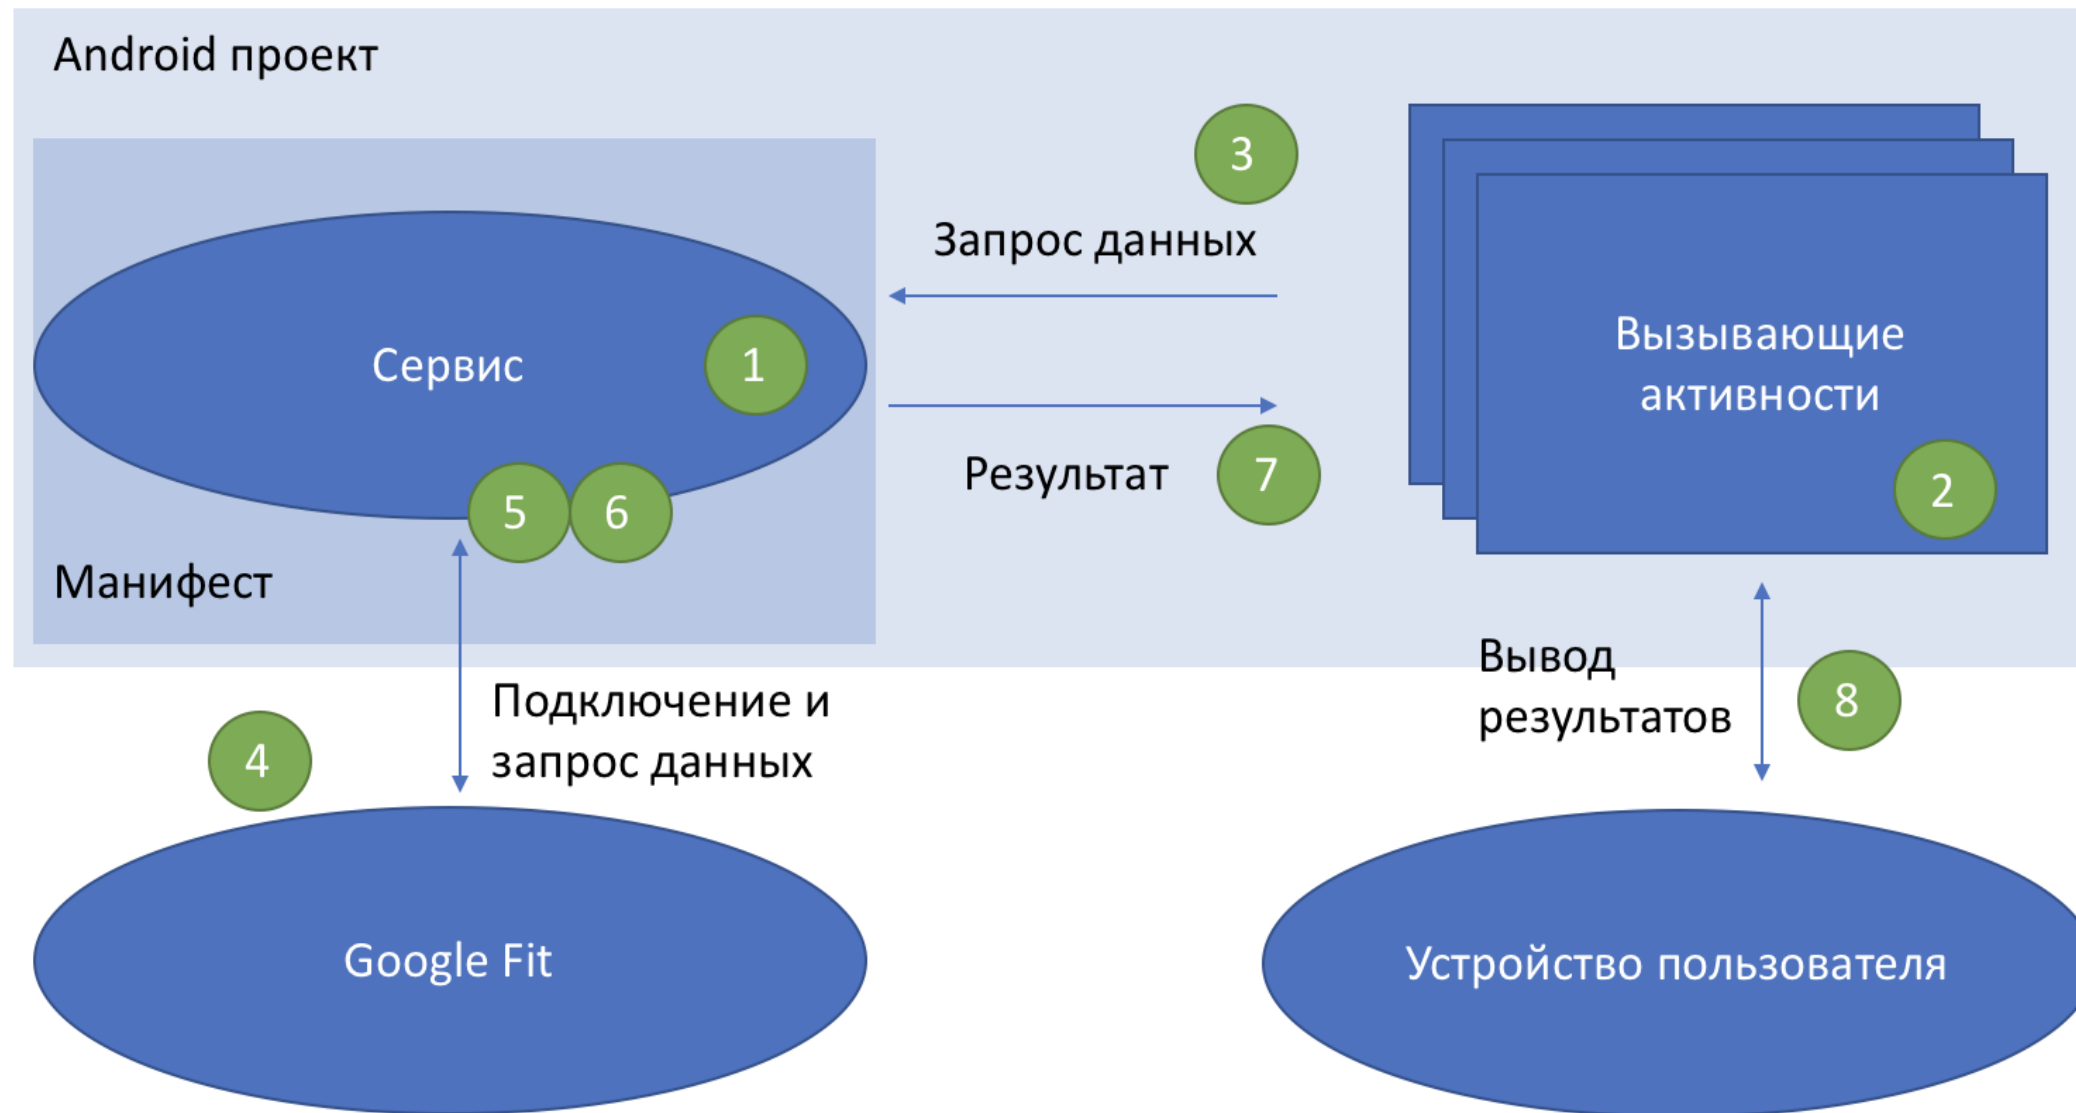 Android проект
3
Запрос данных
Сервис
1
Вызывающие
активности
Результат
7
2
5
6
Манифест
Вывод
результатов
8
Подключение и
запрос данных
4
Google Fit
Устройство пользователя